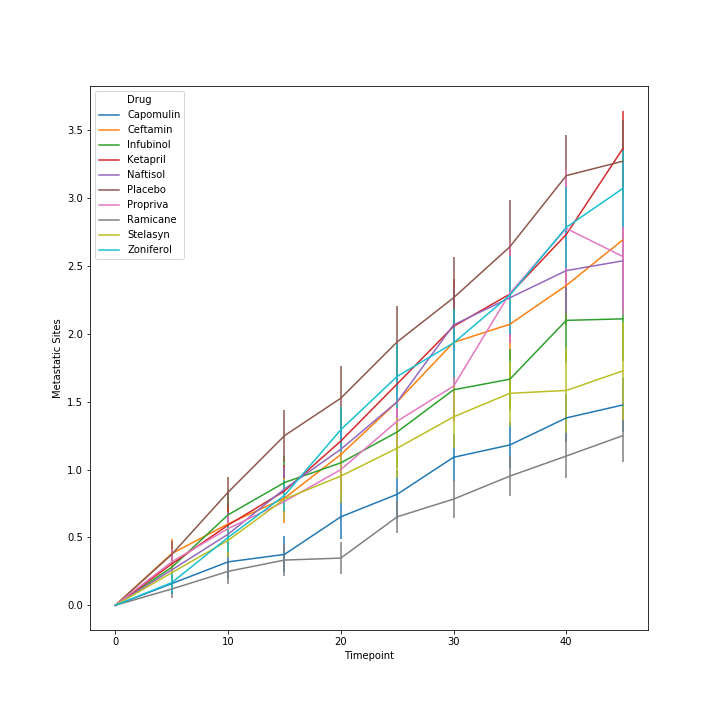 Drug
Capomulin
Ceftamin
Infubinol
Ketapril
Naftisol
Placebo
Propriva
Ramicane
Stelasyn
Zoniferol
Metastatic Sites
3.5
3.0
2.5
2.0
1.5
1.0
0.5
0.0
0 10 20 30 40
Timepoint